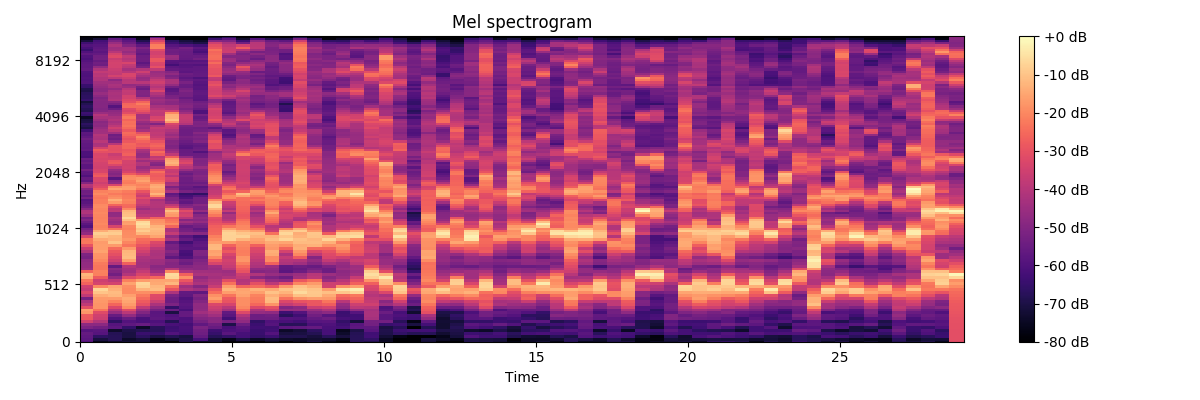 Mel spectrogram
8192
4096
2048
1024
512
0
Hz
0 5 10 15 20 25
Time
+0 dB
-10 dB
-20 dB
-30 dB
-40 dB
-50 dB
-60 dB
-70 dB
-80 dB